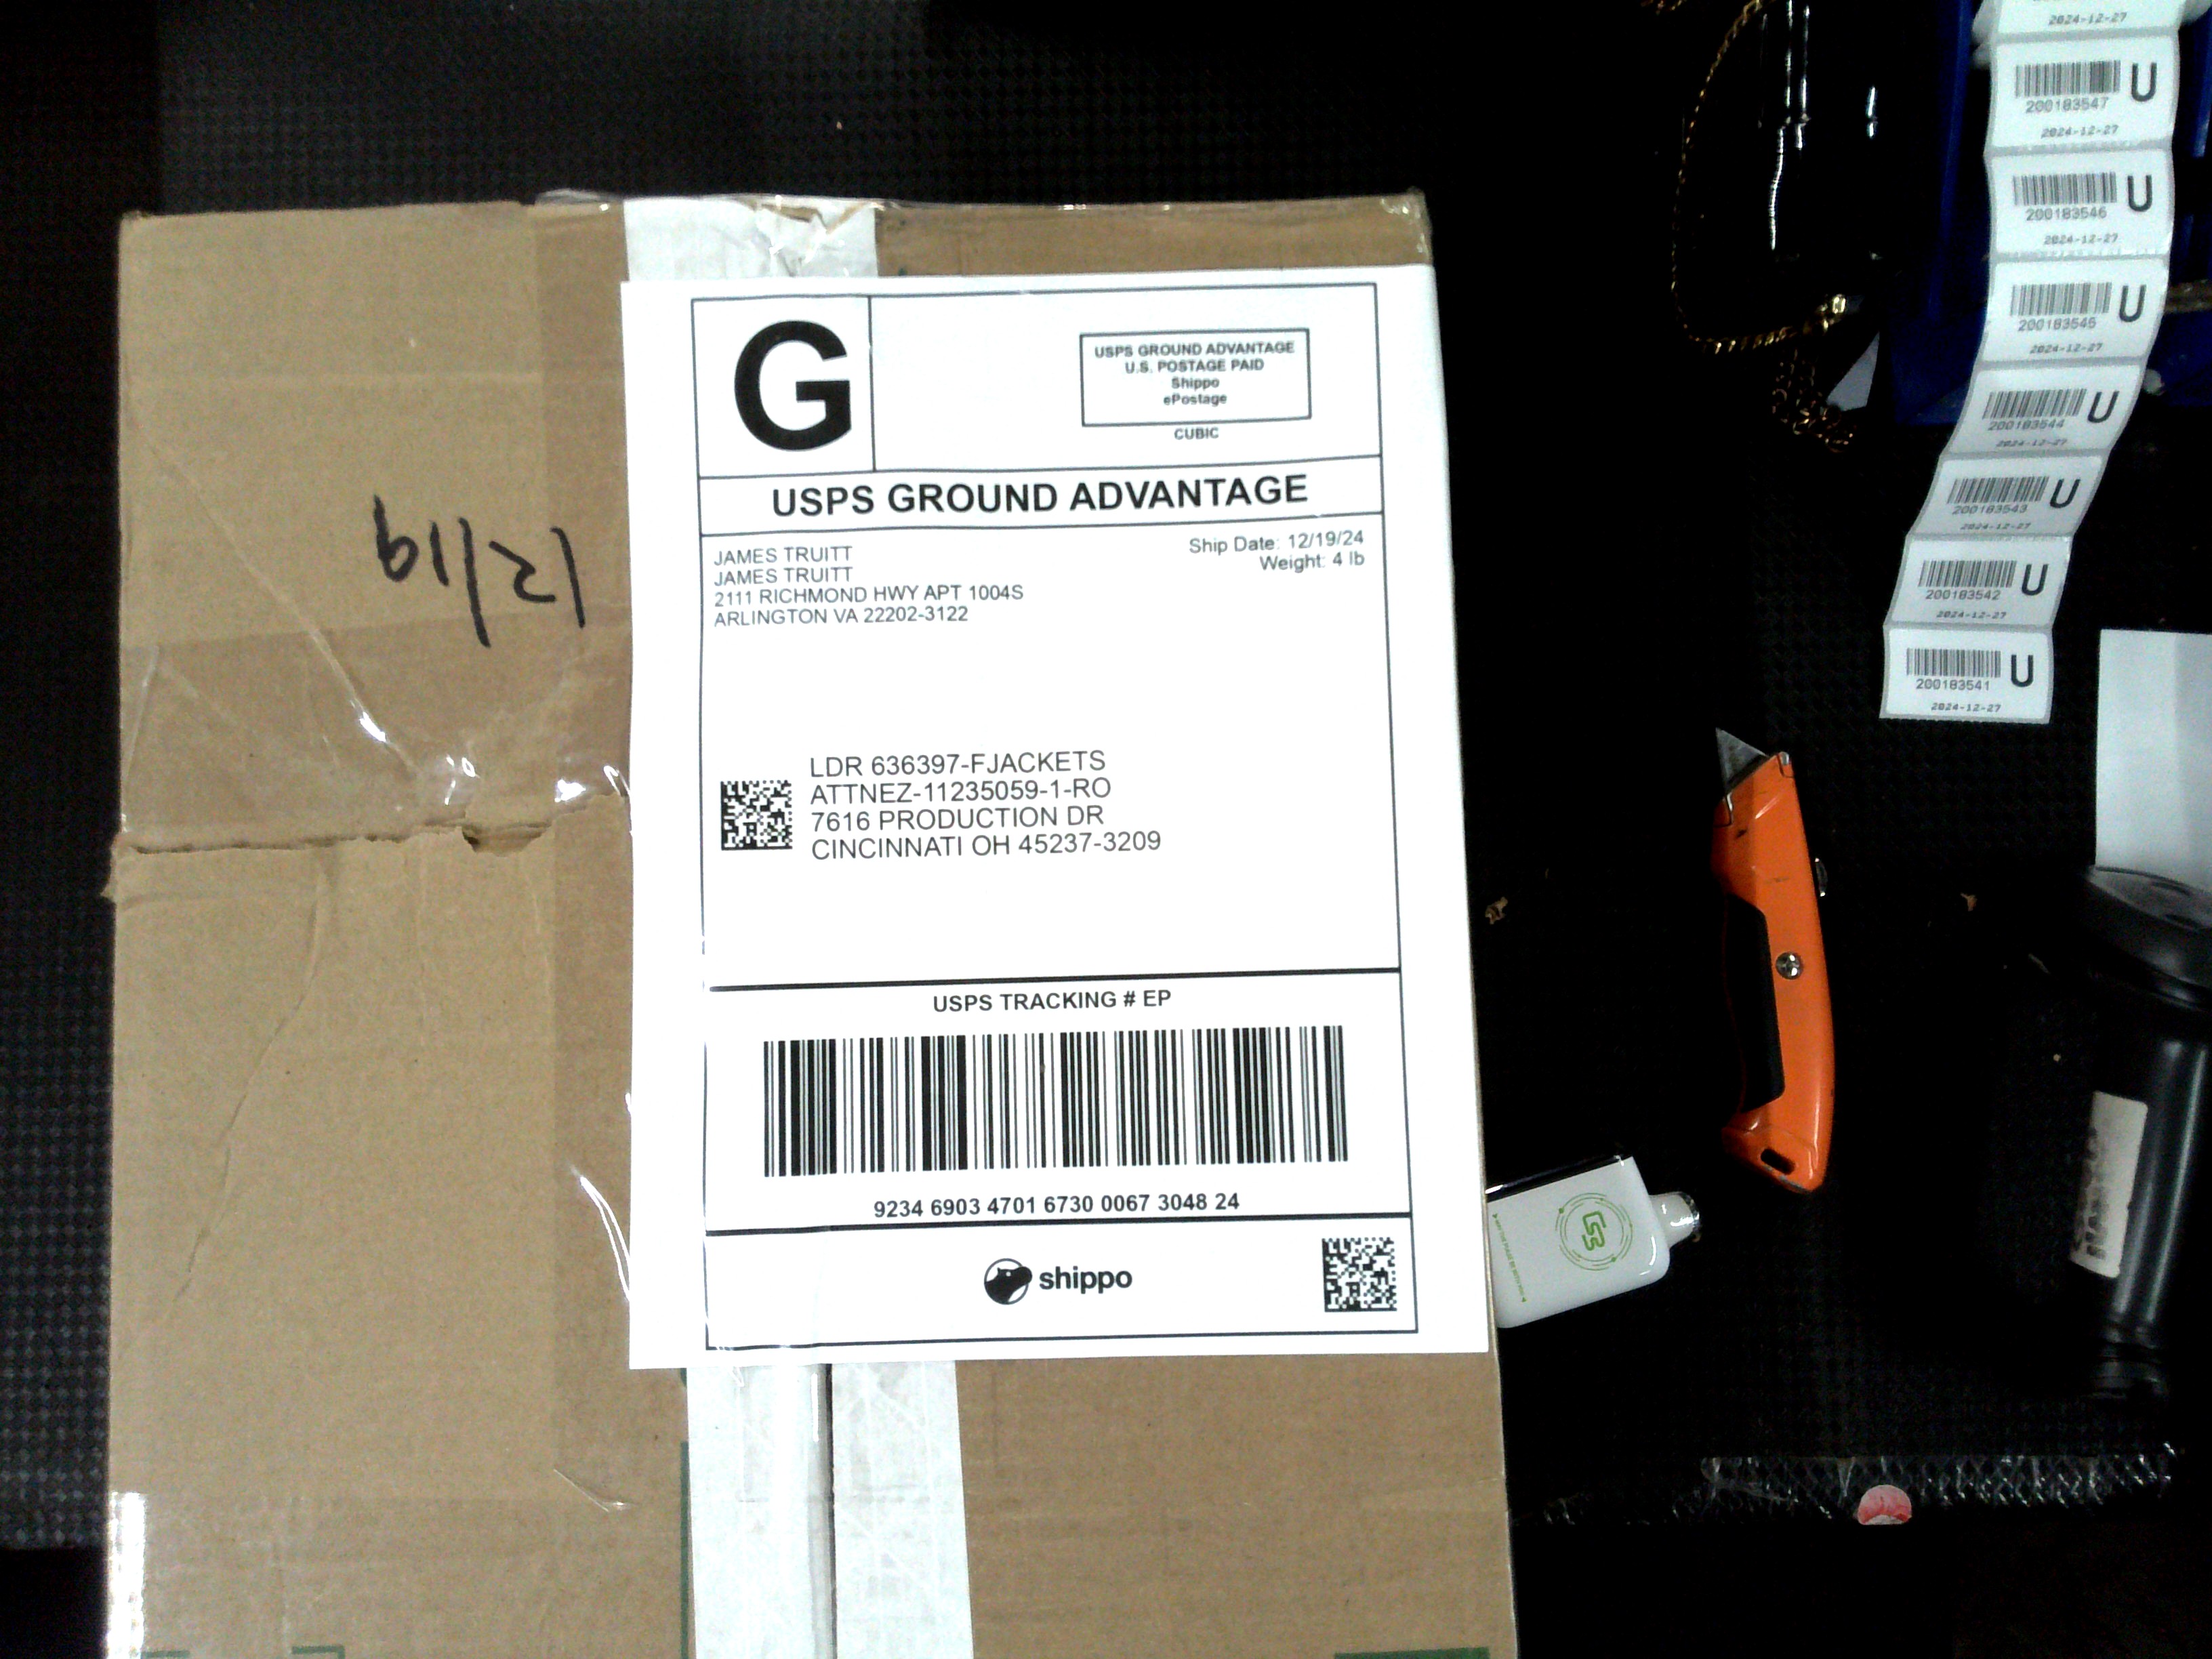 G
USPS GROUND ADVANTAGE
U.S. POSTAGE PAID
Shippo
ePostage
CUBIC
USPS GROUND ADVANTAGE
JAMES TRUITT
JAMES TRUITT
2111 RICHMOND HWY APT 1004S
ARLINGTON VA 22202-3122
Ship Date: 12/19/24
Weight: 4 lb
LDR 636397-FJACKETS
ATTNEZ-11235059-1-RO
7616 PRODUCTION DR
CINCINNATI OH 45237-3209
USPS TRACKING # EP
9234 6903 4701 6730 0067 3048 24
shippo
12/19
2024-12-27
U
200183547
2024-12-27
U
200183546
2024-12-27
U
200183545
2024-12-27
U
200183544
2024-12-27
U
200183543
2024-12-27
U
200183542
2024-12-27
U
200183541
2024-12-27